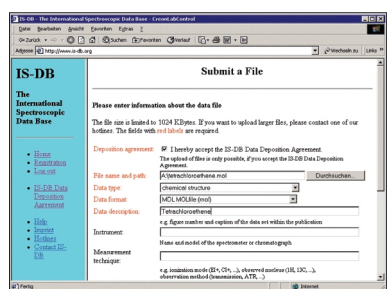 IS-DB - The International Spectroscopic Data Base - CreonLabControl
Datei Bearbeiten Ansicht Favoriten Extras ?
Zurück Suchen Favoriten Verlauf
Adresse http://www.is-db.org Wechseln zu Links »
IS-DB
The
International
Spectroscopic
Data Base
Home
Registration
Log out
IS-DB Data
Deposition
Agreement
Help
Imprint
Hotlines
Contact IS-
DB
Submit a File
Please enter information about the data file
The file size is limited to 1024 KBytes. If you want to upload larger files, please contact one of our
hotlines. The fields with red labels are required.
Deposition agreement: I hereby accept the IS-DB Data Deposition Agreement.
The upload of files is only possible, if you accept the IS-DB Data Deposition
Agreement.
File name and path: A:\tetrachloroethane.mol Durchsuchen...
Data type: chemical structure
Data format: MDL MOLfile (mol)
Data description: Tetrachloroethene
e.g. figure number and caption of the data set within the publication
Instrument:
Name and model of the spectrometer or chromatograph
Measurement
technique:
e.g. ionization mode (EI+, CI+, ...), observed nucleus (1H, 13C, ...),
observation method (transmission, ATR, ...)
Fertig Internet